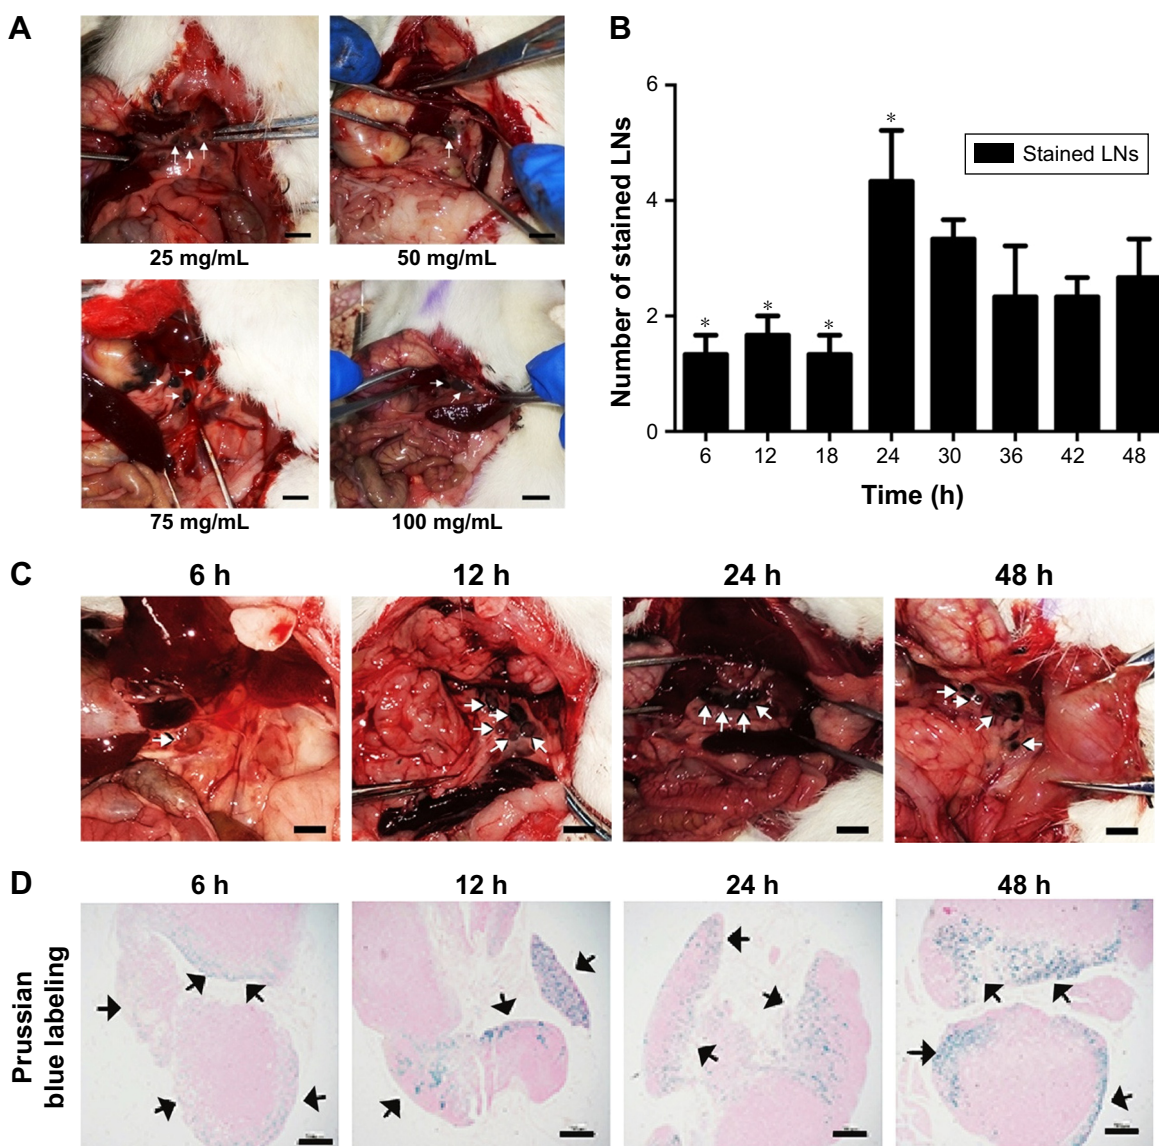 A
B
25 mg/mL
50 mg/mL
75 mg/mL
100 mg/mL
Number of stained LNs
6
4
2
0
*
*
*
*
Stained LNs
6 12 18 24 30 36 42 48
Time (h)
C
6 h 12 h 24 h 48 h
D
6 h 12 h 24 h 48 h
Prussian
blue labeling